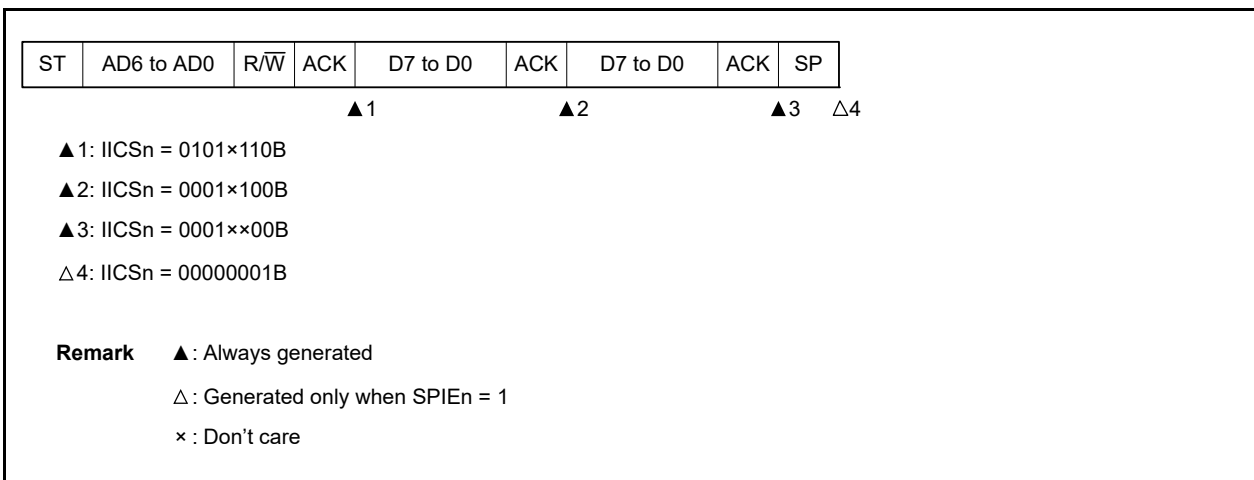 ST AD6 to AD0 R/W̅ ACK D7 to D0 ACK D7 to D0 ACK SP
▲1 ▲2 ▲3 △4
▲1: IICSn = 0101×110B
▲2: IICSn = 0001×100B
▲3: IICSn = 0001××00B
△4: IICSn = 00000001B
Remark ▲: Always generated
△: Generated only when SPIEn = 1
×: Don’t care